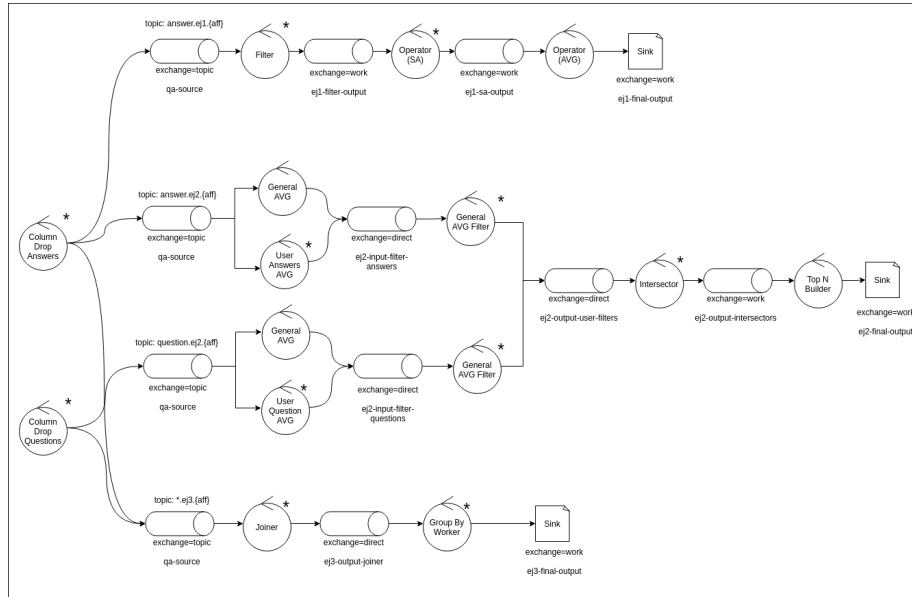 topic: answer.ej1.{aff}
*
*
Filter
Operator
(SA)
Operator
(AVG)
Sink
exchange=topic
qa-source
exchange=work
ej1-filter-output
exchange=work
ej1-sa-output
exchange=work
ej1-final-output
topic: answer.ej2.{aff}
General
AVG
*
*
Column
Drop
Answers
exchange=topic
qa-source
*
User
Answers
AVG
exchange=direct
ej2-input-filter-
answers
General
AVG Filter
*
Intersector
Top N
Builder
Sink
exchange=direct
ej2-output-user-filters
exchange=work
ej2-output-intersectors
exchange=work
ej2-final-output
topic: question.ej2.{aff}
General
AVG
*
exchange=topic
qa-source
*
User
Question
AVG
exchange=direct
ej2-input-filter-
questions
General
AVG Filter
*
Column
Drop
Questions
topic: *.ej3.{aff}
*
*
Joiner
Group By
Worker
Sink
exchange=topic
qa-source
exchange=direct
ej3-output-joiner
exchange=work
ej3-final-output